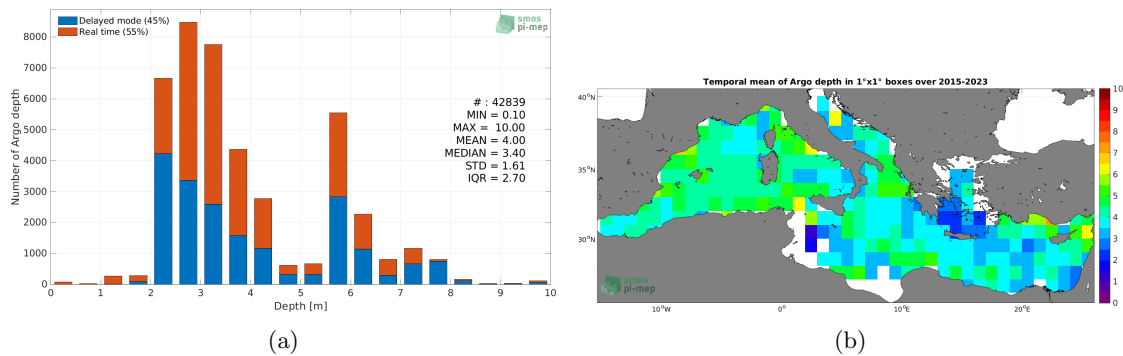 Delayed mode (45%)
Real time (55%)
smos
pi-mep
Number of Argo depth
8000
7000
6000
5000
4000
3000
2000
1000
0
# : 42839
MIN = 0.10
MAX = 10.00
MEAN = 4.00
MEDIAN = 3.40
STD = 1.61
IQR = 2.70
0 1 2 3 4 5 6 7 8 9 10
Depth [m]
(a)
Temporal mean of Argo depth in 1°x1° boxes over 2015-2023
40°N
35°N
30°N
10°W 0° 10°E 20°E
10
9
8
7
6
5
4
3
2
1
0
smos
pi-mep
(b)